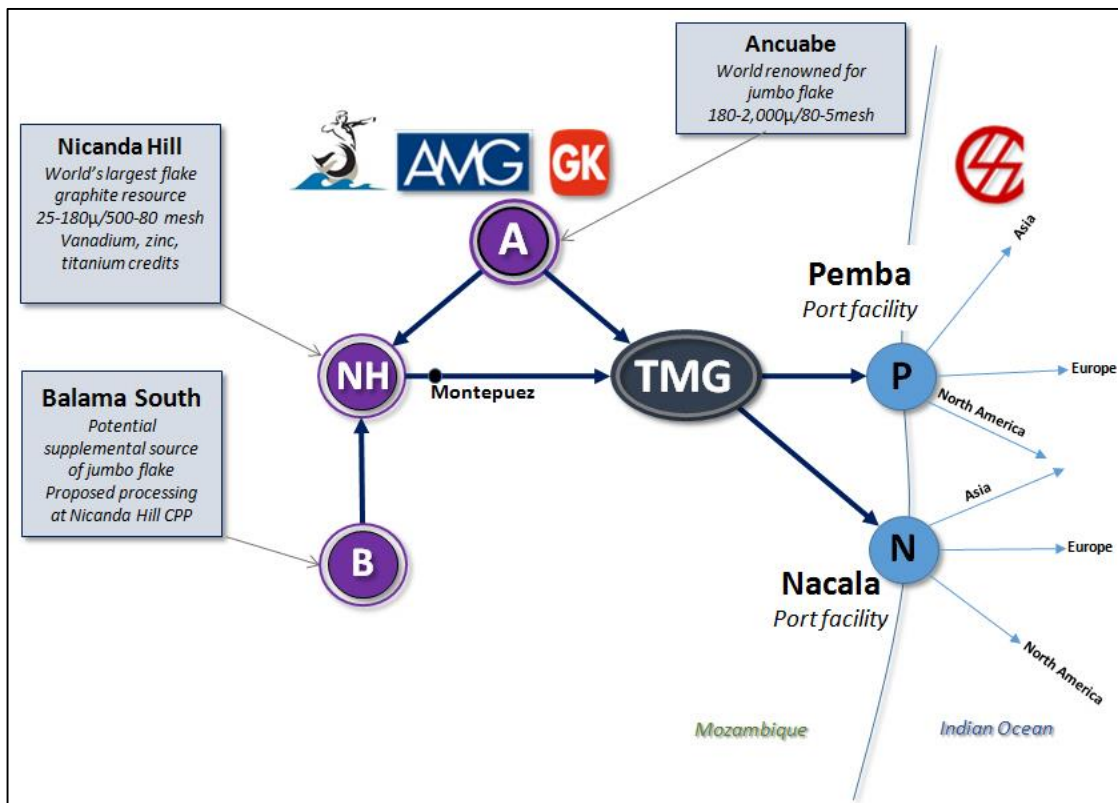 Ancuabe
World renowned for
jumbo flake
180-2,000µ/80-5mesh
Nicanda Hill
World's largest flake
graphite resource
25-180µ/500-80 mesh
Vanadium, zinc,
titanium credits
AMG
GK
A
Asia
Pemba
Port facility
NH
Montepuez
TMG
P
Europe
North America
Balama South
Potential
supplemental source
of jumbo flake
Proposed processing
at Nicanda Hill CPP
Asia
B
N
Europe
Nacala
Port facility
North America
Mozambique
Indian Ocean